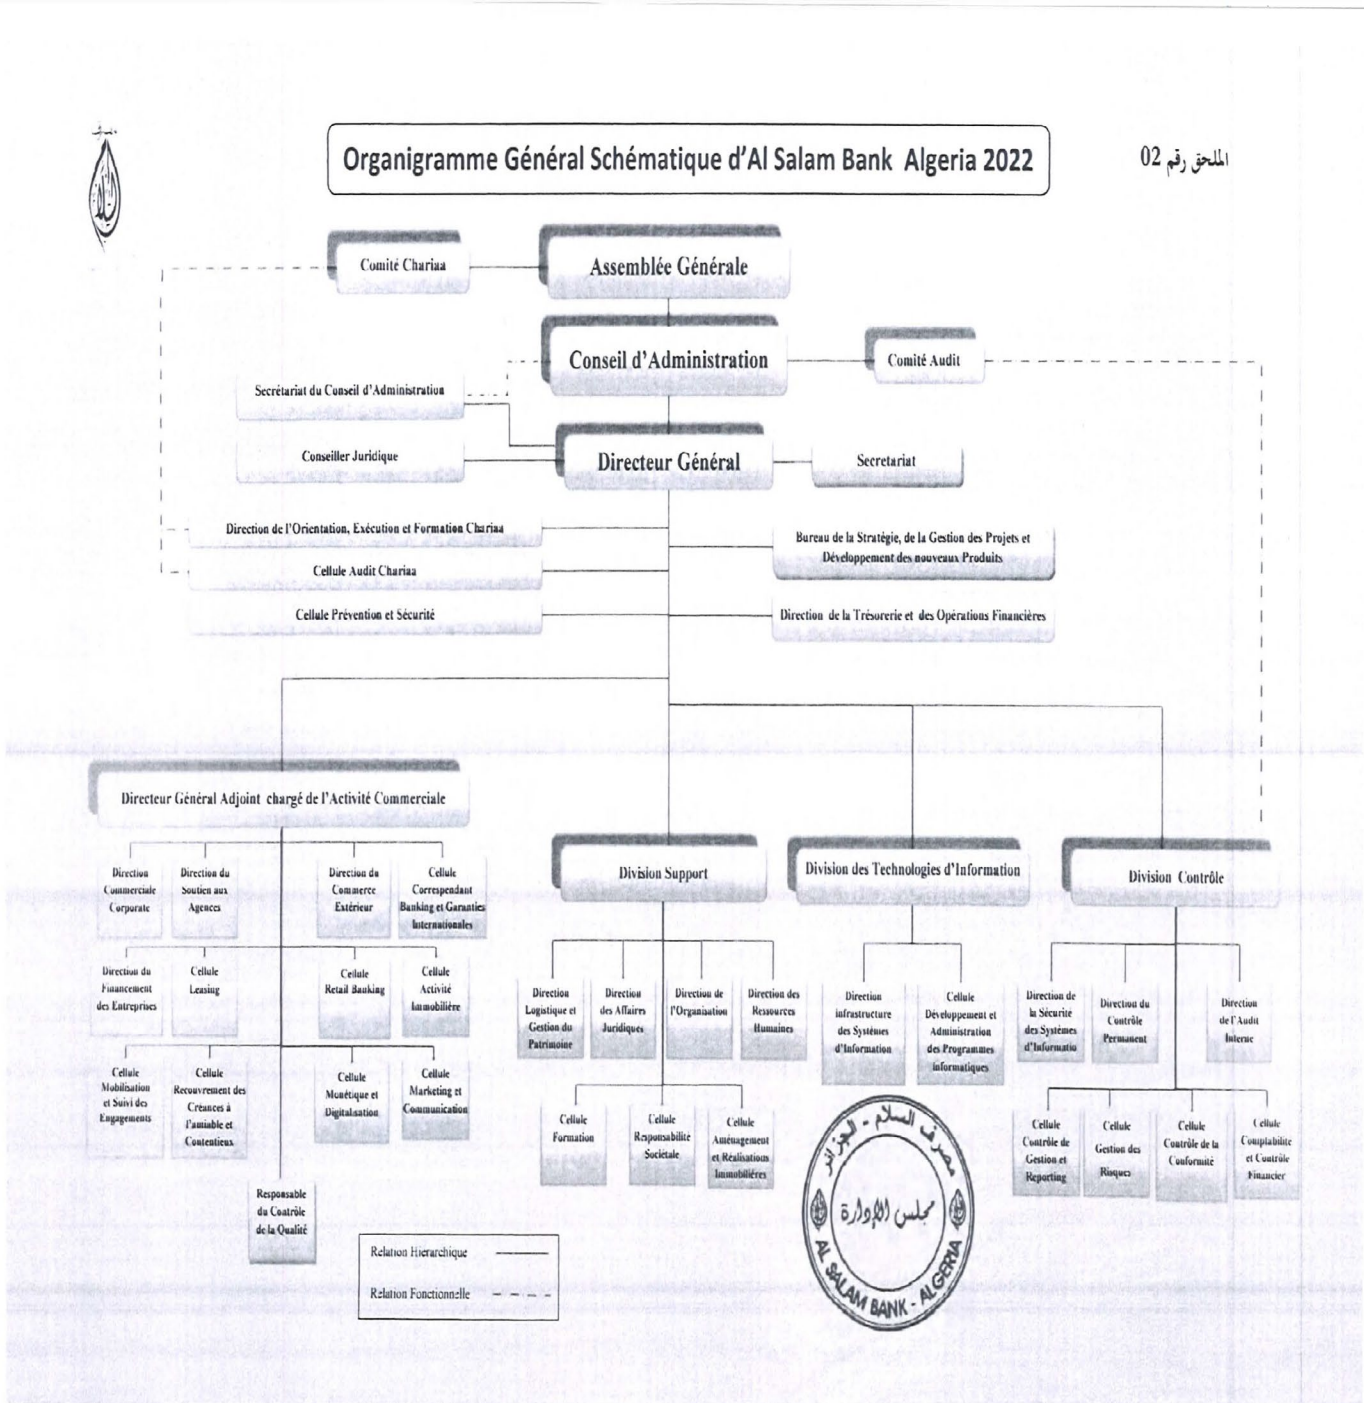 Organigramme Général Schématique d'Al Salam Bank Algeria 2022
الملحق رقم 02
Comité Chariaa
Assemblée Générale
Conseil d'Administration
Comité Audit
Secrétariat du Conseil d'Administration
Conseiller Juridique
Directeur Général
Secretariat
Direction de l'Orientation, Exécution et Formation Chariaa
Bureau de la Stratégie, de la Gestion des Projets et
Développement des nouveaux Produits
Cellule Audit Chariaa
Cellule Prévention et Sécurité
Direction de la Trésorerie et des Opérations Financières
Directeur Général Adjoint chargé de l'Activité Commerciale
Direction
Commerciale
Corporate
Direction du
Soutien aux
Agences
Direction du
Commerce
Extérieur
Cellule
Correspendant
Banking et Garanties
Internationales
Direction du
Financement
des Entreprises
Cellule
Leasing
Cellule
Retail Banking
Cellule
Activité
Immobilière
Cellule
Mobilisation
et Suivi des
Engagements
Cellule
Recouvrement des
Créances à
l'amiable et
Contentieux
Cellule
Monétique et
Digitalsation
Cellule
Marketing et
Communication
Responsable
du Contrôle
de la Qualité
Division Support
Direction
Logistique et
Gestion du
Patrimoine
Direction
des Affaires
Juridiques
Direction de
l'Organisation
Direction des
Ressources
Humaines
Cellule
Formation
Cellule
Responsabilité
Sociétale
Cellule
Aménagement
et Réalisations
Immobilières
Division des Technologies d'Information
Direction
infrastructure
des Systèmes
d'Information
Cellule
Développement et
Administration
des Programmes
informatiques
Division Contrôle
Direction de
la Sécurité
des Systèmes
d'Informatio
Direction du
Contrôle
Permanent
Direction
de l'Audit
Interne
Cellule
Contrôle de
Gestion et
Reporting
Cellule
Gestion des
Risques
Cellule
Contrôle de la
Conformité
Cellule
Comptabilité
et Contrôle
Financier
Relation Hiérarchique
Relation Fonctionnelle
مصرف السلام - الجزائر
مجلس الإدارة
AL SALAM BANK - ALGERIA